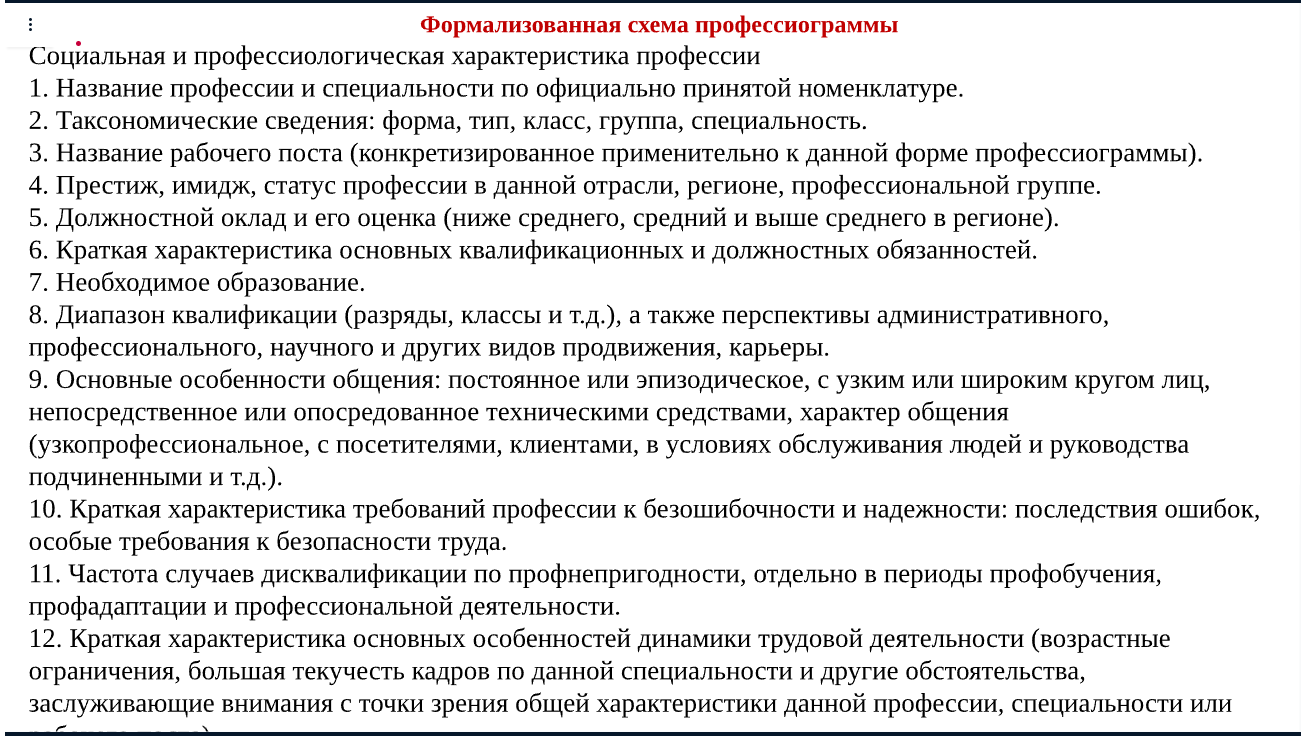 Формализованная схема профессиограммы
Социальная и профессиологическая характеристика профессии
1. Название профессии и специальности по официально принятой номенклатуре.
2. Таксономические сведения: форма, тип, класс, группа, специальность.
3. Название рабочего поста (конкретизированное применительно к данной форме профессиограммы).
4. Престиж, имидж, статус профессии в данной отрасли, регионе, профессиональной группе.
5. Должностной оклад и его оценка (ниже среднего, средний и выше среднего в регионе).
6. Краткая характеристика основных квалификационных и должностных обязанностей.
7. Необходимое образование.
8. Диапазон квалификации (разряды, классы и т.д.), а также перспективы административного,
профессионального, научного и других видов продвижения, карьеры.
9. Основные особенности общения: постоянное или эпизодическое, с узким или широким кругом лиц,
непосредственное или опосредованное техническими средствами, характер общения
(узкопрофессиональное, с посетителями, клиентами, в условиях обслуживания людей и руководства
подчиненными и т.д.).
10. Краткая характеристика требований профессии к безошибочности и надежности: последствия ошибок,
особые требования к безопасности труда.
11. Частота случаев дисквалификации по профнепригодности, отдельно в периоды профобучения,
профадаптации и профессиональной деятельности.
12. Краткая характеристика основных особенностей динамики трудовой деятельности (возрастные
ограничения, большая текучесть кадров по данной специальности и другие обстоятельства,
заслуживающие внимания с точки зрения общей характеристики данной профессии, специальности или